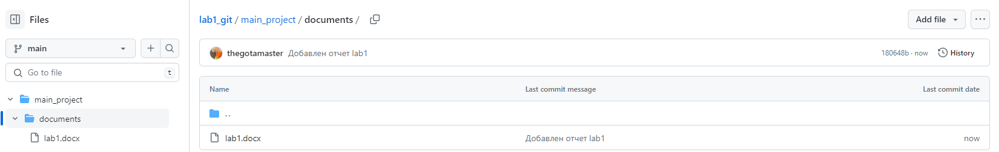 Files
main
Go to file
t
main_project
documents
lab1.docx
lab1_git / main_project / documents /
Add file
thegotamaster Добавлен отчет lab1
180648b · now
History
Name Last commit message Last commit date
..
lab1.docx Добавлен отчет lab1 now